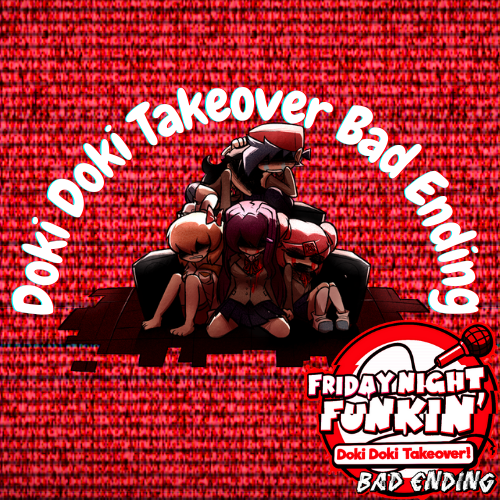 Doki Doki Takeover Bad Ending
FRIDAY NIGHT
FUNKIN'
Doki Doki Takeover!
BAD ENDING